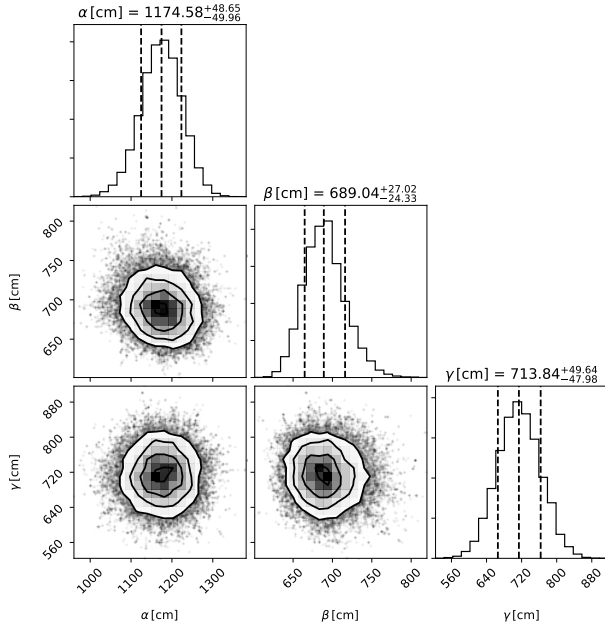 α [cm] = 1174.58+48.65−49.96
β [cm] = 689.04+27.02−24.33
γ [cm] = 713.84+49.64−47.98
800
750
700
650
β [cm]
880
800
720
640
560
γ [cm]
1000
1100
1200
1300
α [cm]
650
700
750
800
β [cm]
560
640
720
800
880
γ [cm]